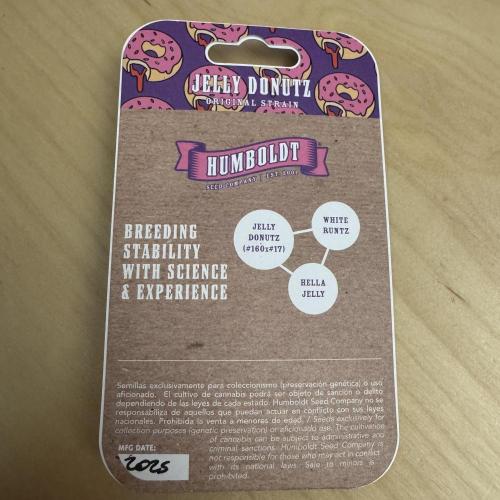 JELLY DONUTZ
ORIGINAL STRAIN
HUMBOLDT
SEED COMPANY | EST. 2001
BREEDING
STABILITY
WITH SCIENCE
& EXPERIENCE
JELLY
DONUTZ
(#160x#17)
WHITE
RUNTZ
HELLA
JELLY
Semillas exclusivamente para coleccionismo (preservación genética) o uso
aficionado. El cultivo de cannabis podrá ser objeto de sanción o delito
dependiendo de las leyes de cada estado. Humboldt Seed Company no se
responsabiliza de aquellos que puedan actuar en conflicto con sus leyes
nacionales. Prohibida la venta a menores de edad. / Seeds exclusively for
collection purposes (genetic preservation) or aficionado use. The cultivation
of cannabis can be subject to administrative and
criminal sanctions. Humboldt Seed Company is
not responsible for those who may act in conflict
with its national laws. Sale to minors is
prohibited.
MFG DATE:
2025